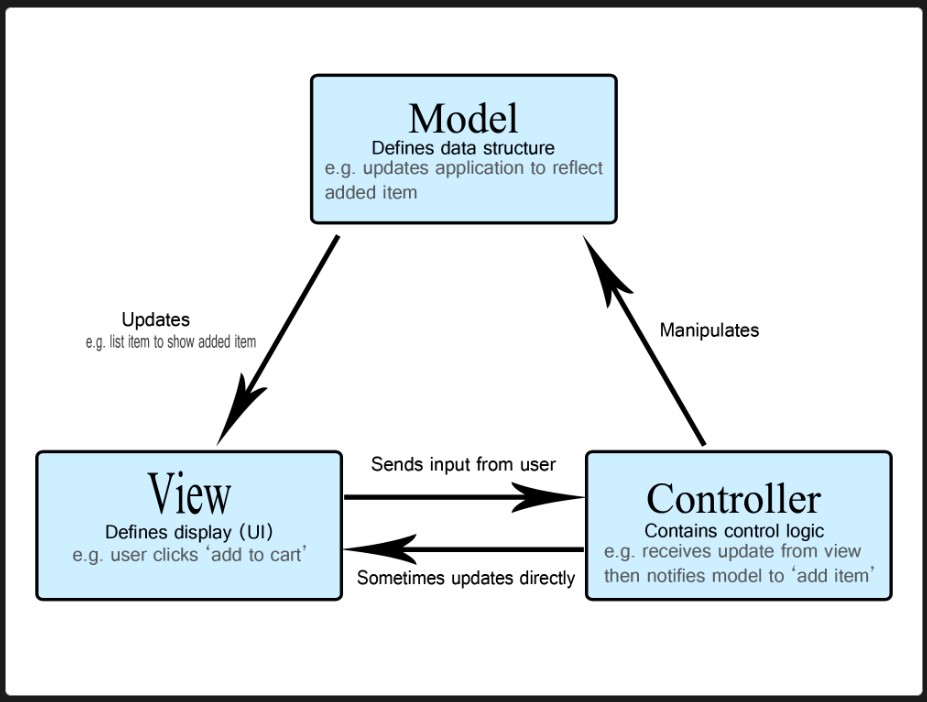 Model
Defines data structure
e.g. updates application to reflect
added item
Updates
e.g. list item to show added item
Manipulates
View
Defines display (UI)
e.g. user clicks ‘add to cart’
Sends input from user
Sometimes updates directly
Controller
Contains control logic
e.g. receives update from view
then notifies model to ‘add item’